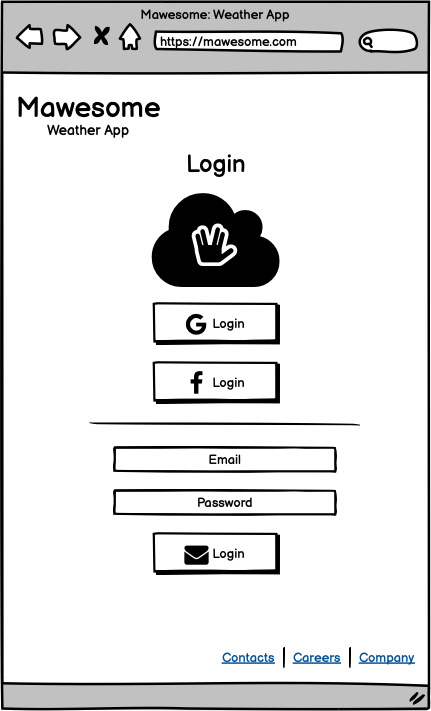 Mawesome: Weather App
https://mawesome.com
Mawesome
Weather App
Login
Login
Login
Email
Password
Login
Contacts Careers Company